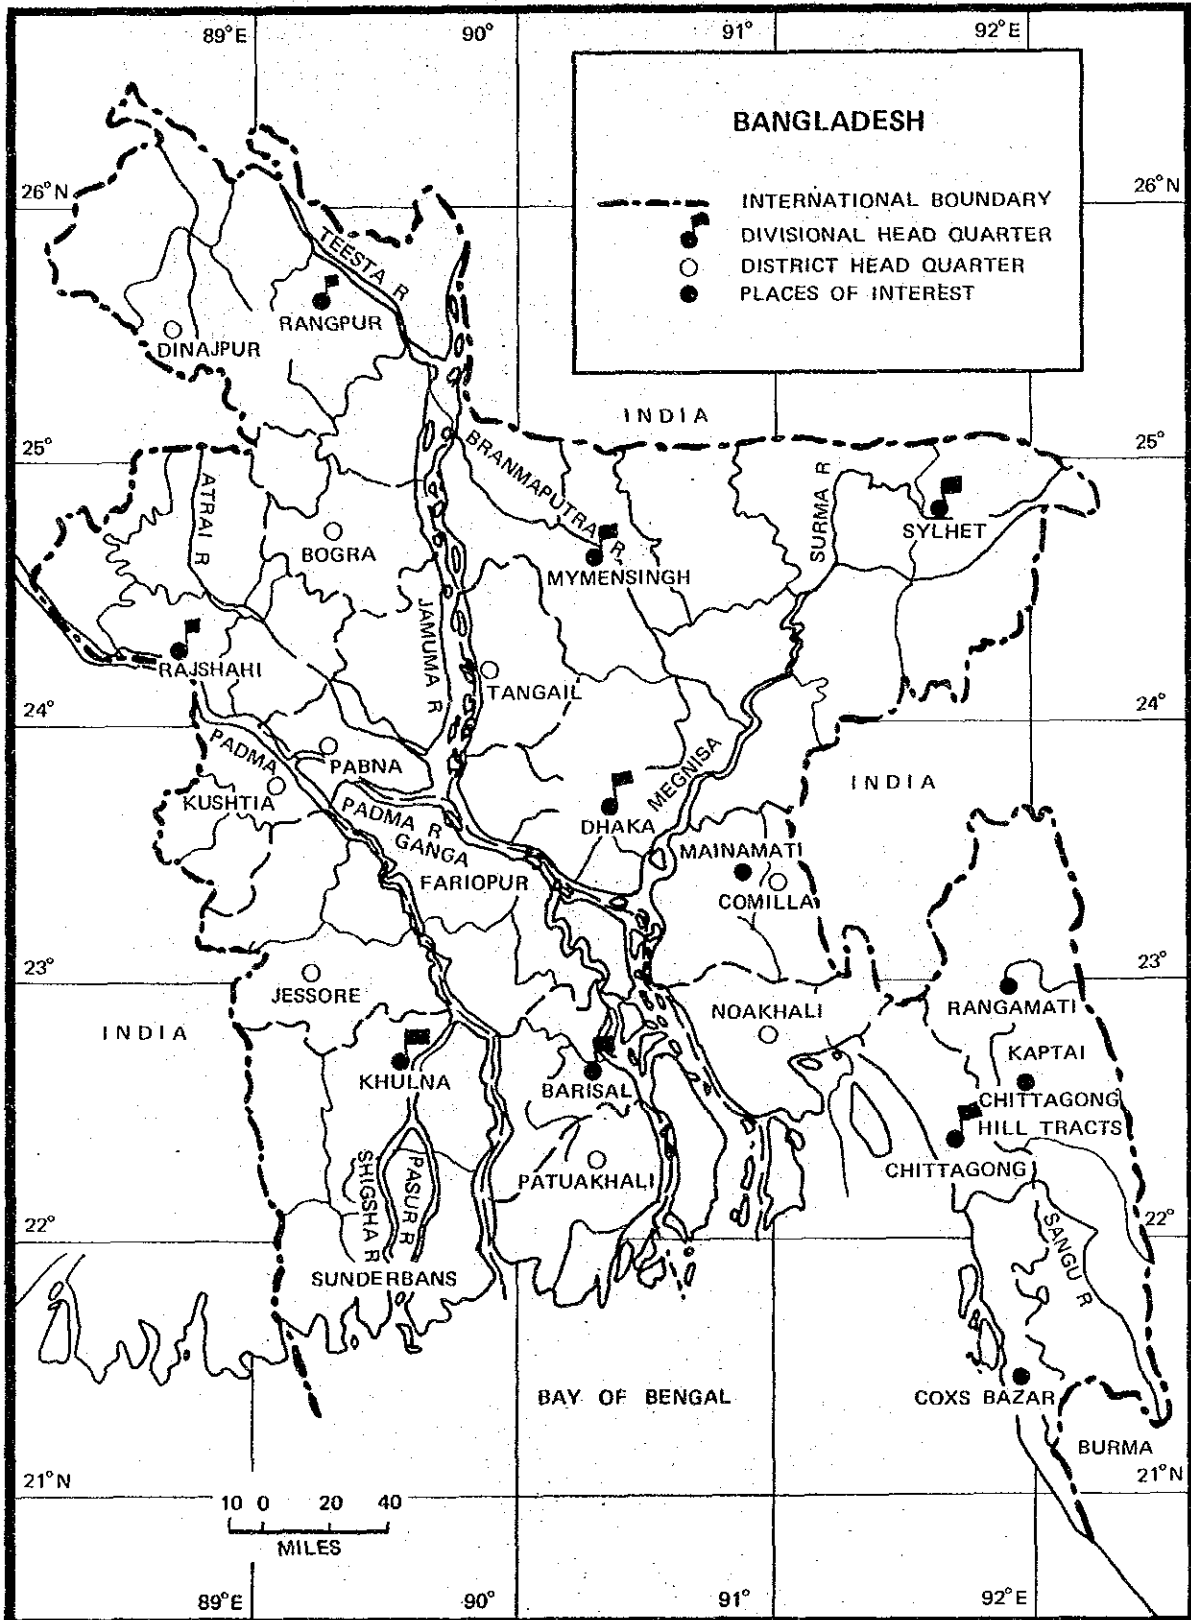 89°E
90°
91°
92°E
BANGLADESH
INTERNATIONAL BOUNDARY
DIVISIONAL HEAD QUARTER
DISTRICT HEAD QUARTER
PLACES OF INTEREST
26°N
26°N
TEESTA R
RANGPUR
DINAJPUR
INDIA
25°
25°
BRANMAPUTRA R
ATRAI R
SURMA R
SYLHET
BOGRA
MYMENSINGH
JAMUMA R
RAJSHAHI
TANGAIL
24°
24°
PADMA
PABNA
MEGNISA
INDIA
KUSHTIA
PADMA R
GANGA
DHAKA
MAINAMATI
FARIOPUR
COMILLA
23°
23°
JESSORE
RANGAMATI
NOAKHALI
INDIA
KAPTAI
KHULNA
BARISAL
CHITTAGONG
HILL TRACTS
CHITTAGONG
SHIGSHA R
PASUR R
PATUAKHALI
22°
22°
SANGU R
SUNDERBANS
BAY OF BENGAL
COXS BAZAR
BURMA
21°N
21°N
10 0 20 40
MILES
89°E
90°
91°
92°E